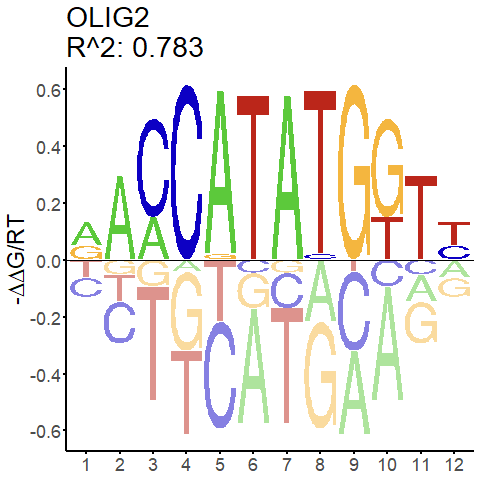 OLIG2
R^2: 0.783
-ΔΔG/RT
0.6
0.4
0.2
0.0
-0.2
-0.4
-0.6
A A C C A T A T G G T T
G A G T C
T G G A T C G A T C C A
C T T G C G C G C A A G
C T A T A G
1 2 3 4 5 6 7 8 9 10 11 12